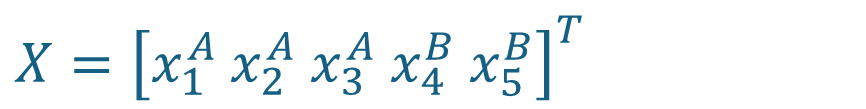 X = [x₁ᴬ x₂ᴬ x₃ᴬ x₄ᴮ x₅ᴮ]ᵀ